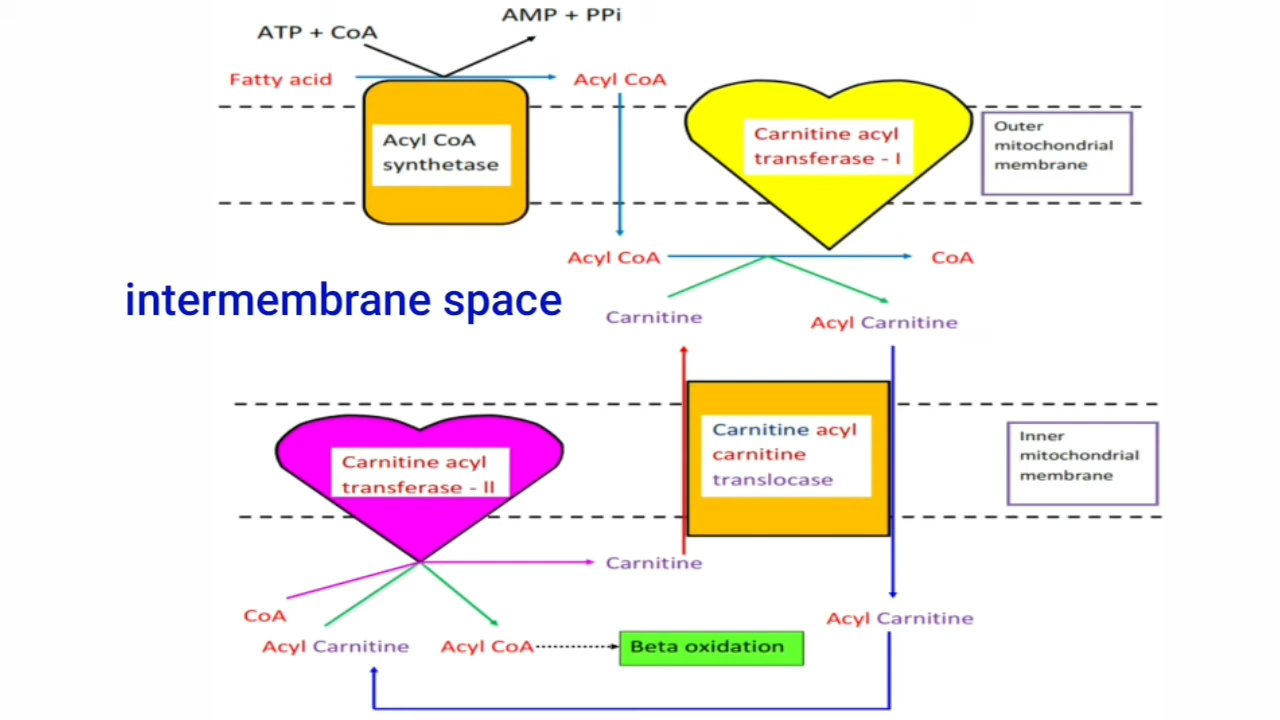 AMP + PPi
ATP + CoA
Fatty acid
Acyl CoA
Acyl CoA
synthetase
Carnitine acyl
transferase - I
Outer
mitochondrial
membrane
Acyl CoA
CoA
intermembrane space
Carnitine
Acyl Carnitine
Carnitine acyl
carnitine
translocase
Inner
mitochondrial
membrane
Carnitine acyl
transferase - II
Carnitine
CoA
Acyl Carnitine
Acyl Carnitine
Acyl CoA
Beta oxidation